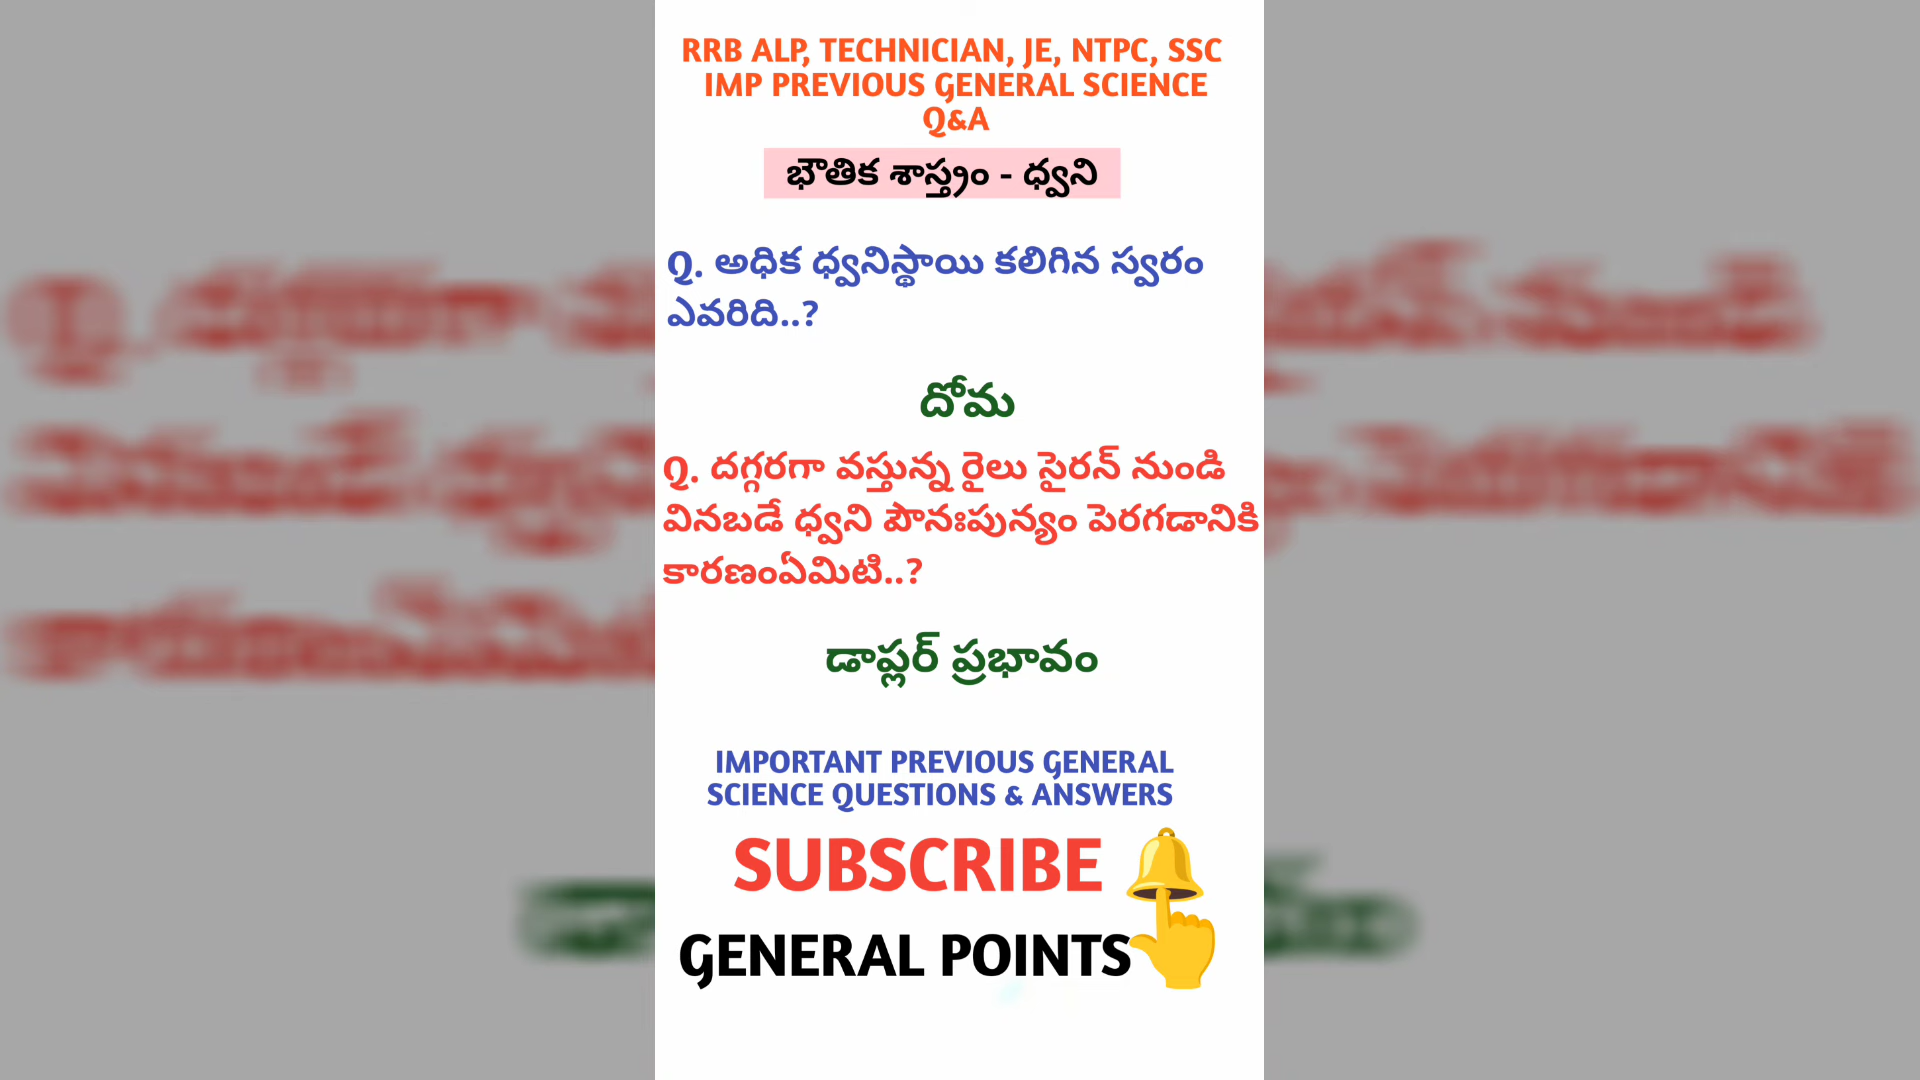 RRB ALP, TECHNICIAN, JE, NTPC, SSC
IMP PREVIOUS GENERAL SCIENCE
Q&A
భౌతిక శాస్త్రం - ధ్వని
Q. అధిక ధ్వనిస్థాయి కలిగిన స్వరం
ఎవరిది..?
దోమ
Q. దగ్గరగా వస్తున్న రైలు సైరన్ నుండి
వినబడే ధ్వని పౌనఃపున్యం పెరగడానికి
కారణంఏమిటి..?
డాప్లర్ ప్రభావం
IMPORTANT PREVIOUS GENERAL
SCIENCE QUESTIONS & ANSWERS
SUBSCRIBE
GENERAL POINTS